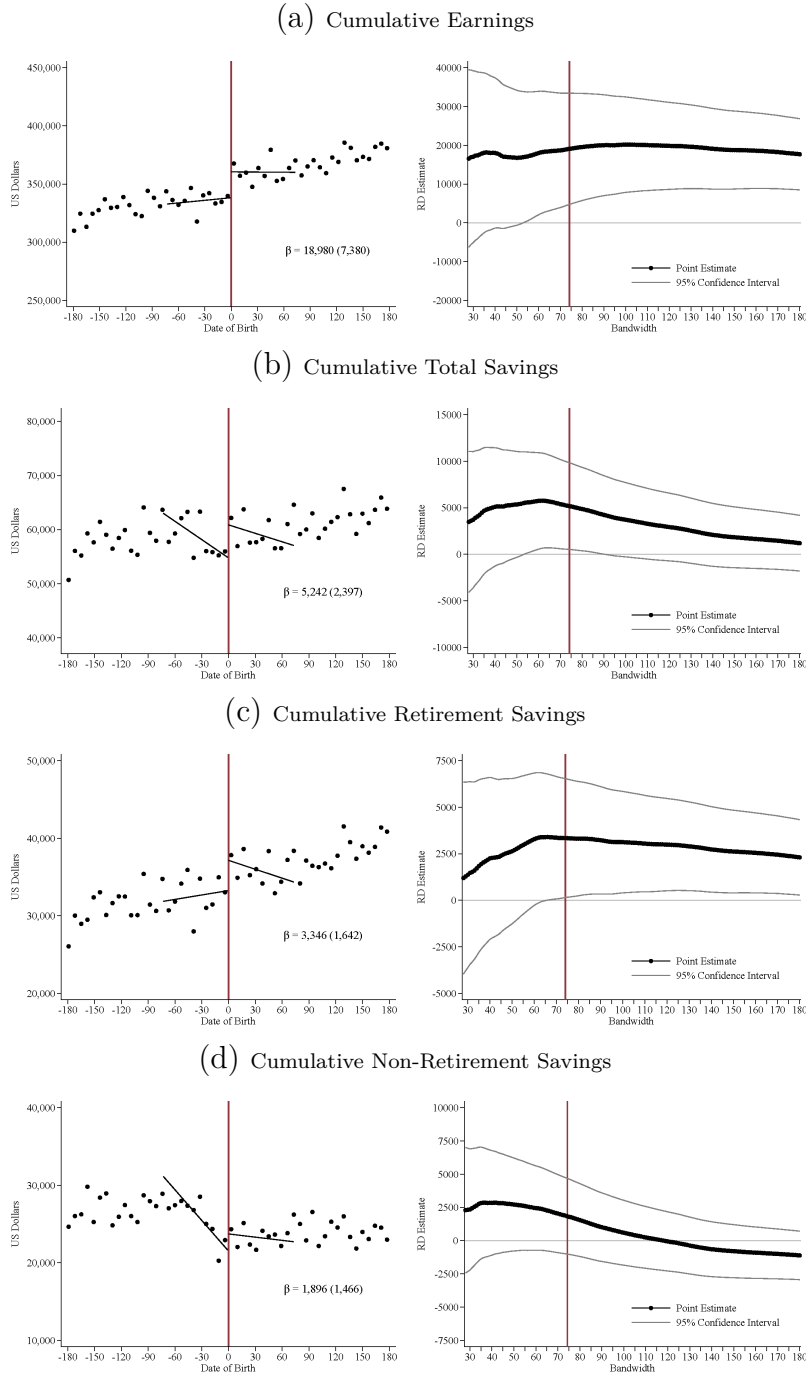 (a) Cumulative Earnings
450,000
400,000
350,000
300,000
250,000
US Dollars
β = 18,980 (7,380)
-180 -150 -120 -90 -60 -30 0 30 60 90 120 150 180
Date of Birth
40000
30000
20000
10000
0
-10000
-20000
RD Estimate
Point Estimate
95% Confidence Interval
30 40 50 60 70 80 90 100 110 120 130 140 150 160 170 180
Bandwidth
(b) Cumulative Total Savings
80,000
70,000
60,000
50,000
40,000
US Dollars
β = 5,242 (2,397)
-180 -150 -120 -90 -60 -30 0 30 60 90 120 150 180
Date of Birth
15000
10000
5000
0
-5000
-10000
RD Estimate
Point Estimate
95% Confidence Interval
30 40 50 60 70 80 90 100 110 120 130 140 150 160 170 180
Bandwidth
(c) Cumulative Retirement Savings
50,000
40,000
30,000
20,000
US Dollars
β = 3,346 (1,642)
-180 -150 -120 -90 -60 -30 0 30 60 90 120 150 180
Date of Birth
7500
5000
2500
0
-2500
-5000
RD Estimate
Point Estimate
95% Confidence Interval
30 40 50 60 70 80 90 100 110 120 130 140 150 160 170 180
Bandwidth
(d) Cumulative Non-Retirement Savings
40,000
30,000
20,000
10,000
US Dollars
β = 1,896 (1,466)
-180 -150 -120 -90 -60 -30 0 30 60 90 120 150 180
Date of Birth
10000
7500
5000
2500
0
-2500
-5000
-7500
RD Estimate
Point Estimate
95% Confidence Interval
30 40 50 60 70 80 90 100 110 120 130 140 150 160 170 180
Bandwidth